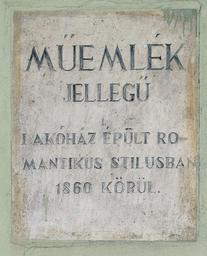 MŰEMLÉK
JELLEGŰ
LAKÓHÁZ ÉPÜLT RO-
MANTIKUS STILUSBAN
1860 KÖRÜL.